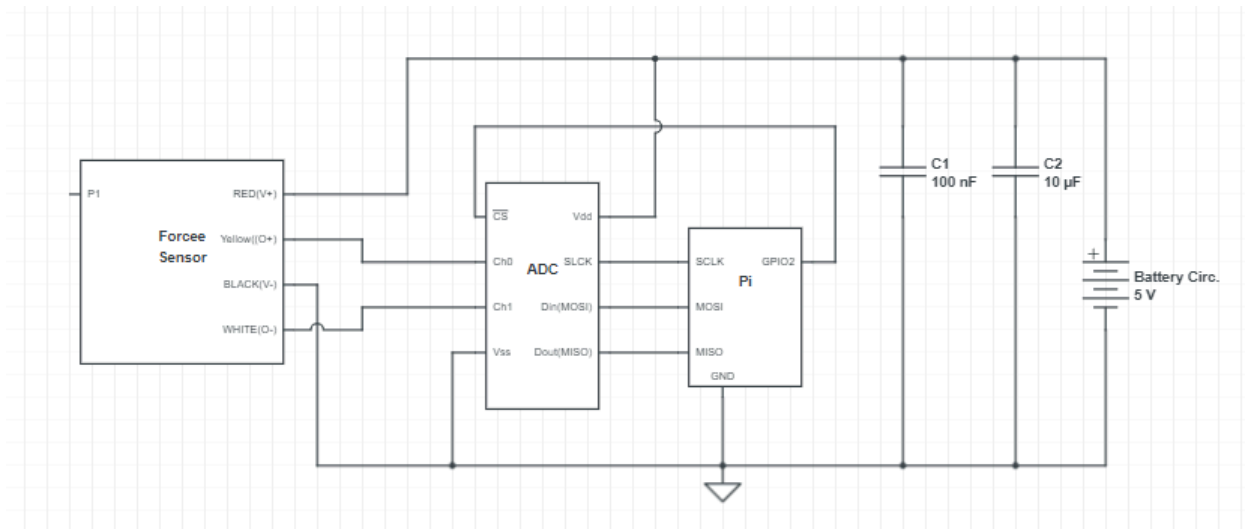 P1
RED(V+)
Forcee
Sensor
Yellow((O+)
BLACK(V-)
WHITE(O-)
CS
Vdd
Ch0
SLCK
ADC
Ch1
Din(MOSI)
Vss
Dout(MISO)
SCLK
GPIO2
Pi
MOSI
MISO
GND
C1
100 nF
C2
10 µF
+
Battery Circ.
5 V